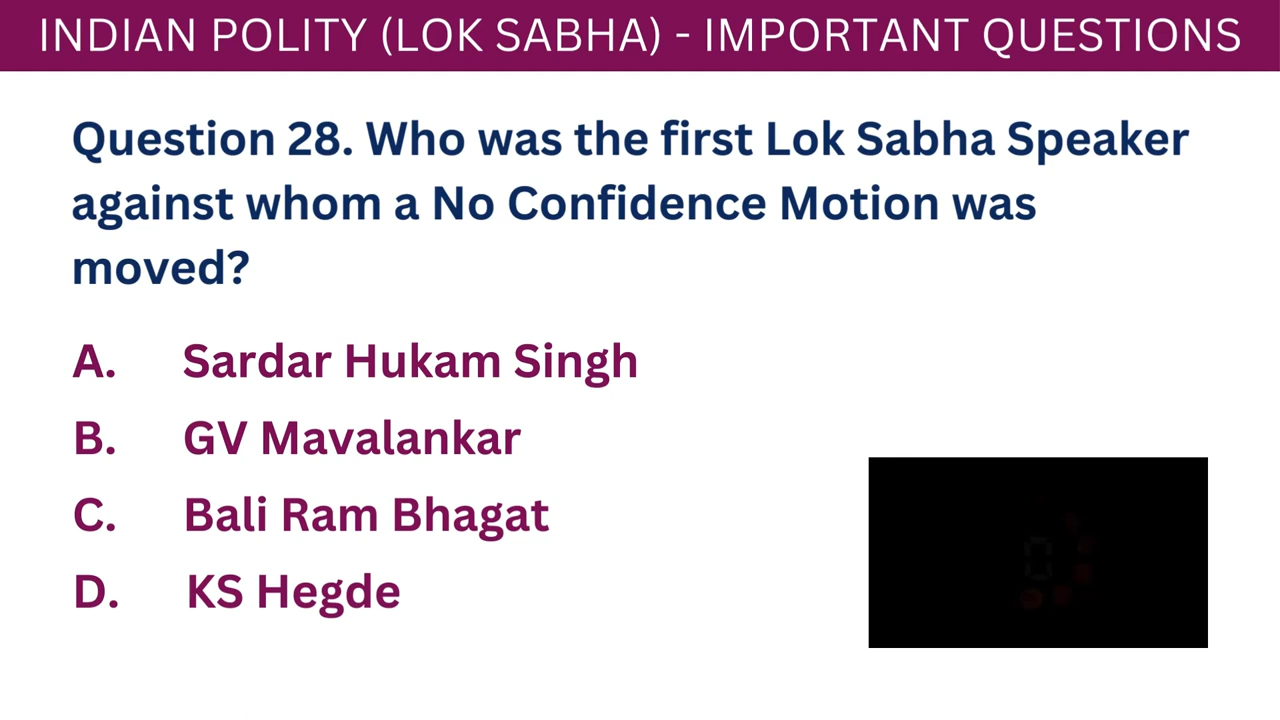 INDIAN POLITY (LOK SABHA) - IMPORTANT QUESTIONS
Question 28. Who was the first Lok Sabha Speaker
against whom a No Confidence Motion was
moved?
A. Sardar Hukam Singh
B. GV Mavalankar
C. Bali Ram Bhagat
D. KS Hegde
0